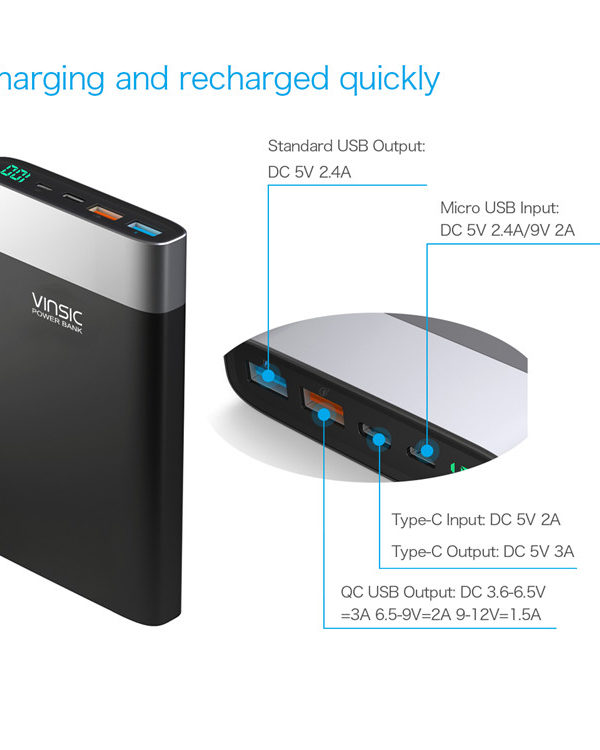 harging and recharged quickly
Standard USB Output:
DC 5V 2.4A
Micro USB Input:
DC 5V 2.4A/9V 2A
VINSIC
POWER BANK
Type-C Input: DC 5V 2A
Type-C Output: DC 5V 3A
QC USB Output: DC 3.6-6.5V
=3A 6.5-9V=2A 9-12V=1.5A